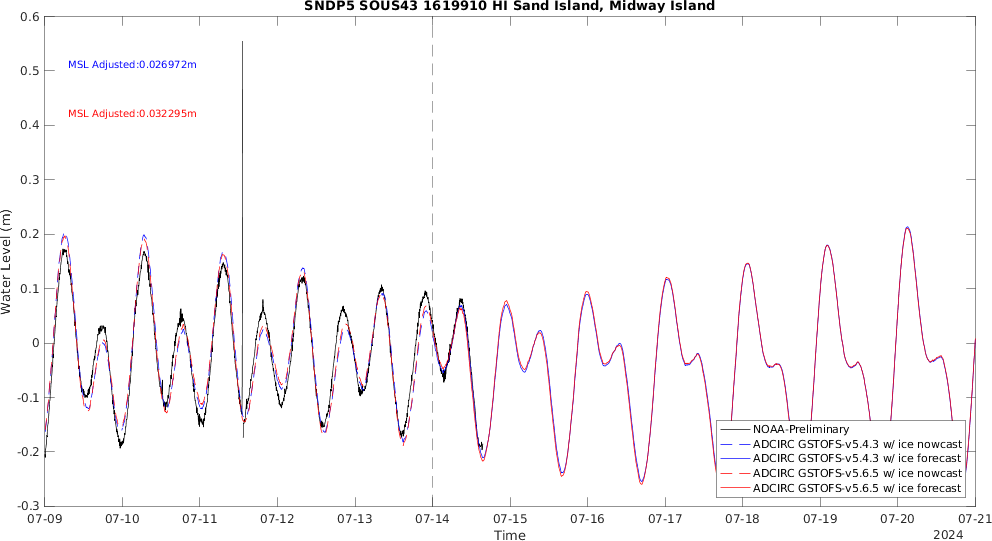 SNDP5 SOUS43 1619910 HI Sand Island, Midway Island
MSL Adjusted:0.026972m
MSL Adjusted:0.032295m
Water Level (m)
0.6
0.5
0.4
0.3
0.2
0.1
0
-0.1
-0.2
-0.3
NOAA-Preliminary
ADCIRC GSTOFS-v5.4.3 w/ ice nowcast
ADCIRC GSTOFS-v5.4.3 w/ ice forecast
ADCIRC GSTOFS-v5.6.5 w/ ice nowcast
ADCIRC GSTOFS-v5.6.5 w/ ice forecast
07-09 07-10 07-11 07-12 07-13 07-14 07-15 07-16 07-17 07-18 07-19 07-20 07-21
Time
2024